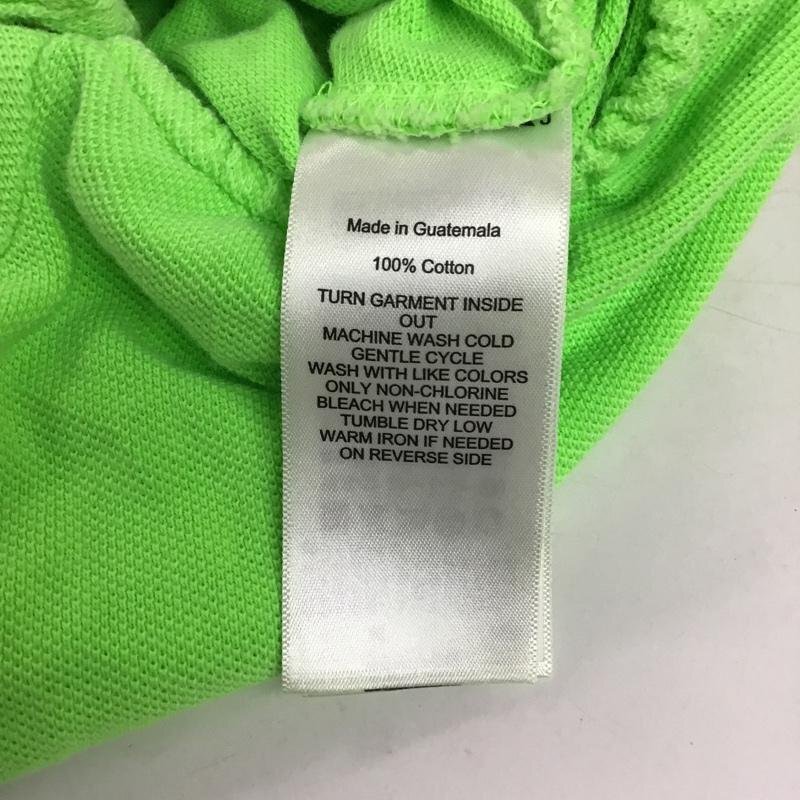 Made in Guatemala
100% Cotton
TURN GARMENT INSIDE
OUT
MACHINE WASH COLD
GENTLE CYCLE
WASH WITH LIKE COLORS
ONLY NON-CHLORINE
BLEACH WHEN NEEDED
TUMBLE DRY LOW
WARM IRON IF NEEDED
ON REVERSE SIDE